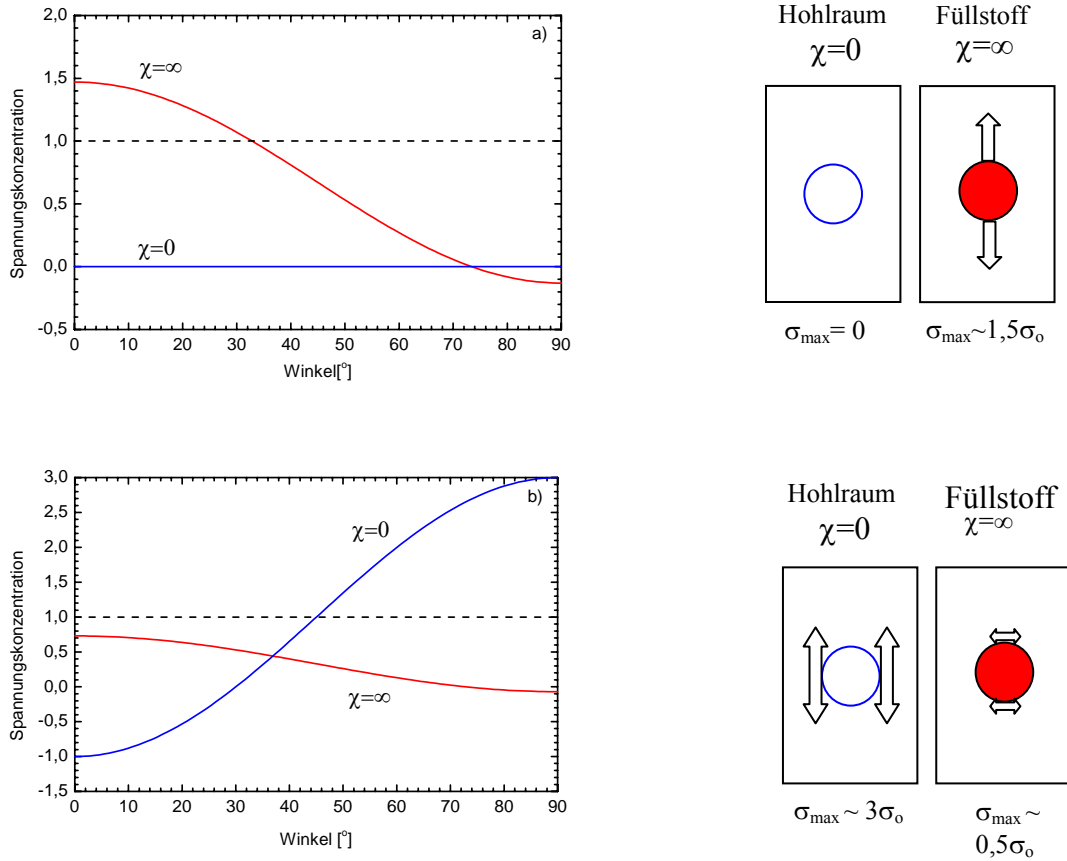 2,0
1,5
1,0
0,5
0,0
-0,5
Spannungskonzentration
a)
χ=∞
χ=0
0 10 20 30 40 50 60 70 80 90
Winkel[°]
Hohlraum
χ=0
Füllstoff
χ=∞
σmax= 0
σmax~1,5σo
3,0
2,5
2,0
1,5
1,0
0,5
0,0
-0,5
-1,0
-1,5
Spannungskonzentration
b)
χ=0
χ=∞
0 10 20 30 40 50 60 70 80 90
Winkel [°]
Hohlraum
χ=0
Füllstoff
χ=∞
σmax ~ 3σo
σmax ~
0,5σo